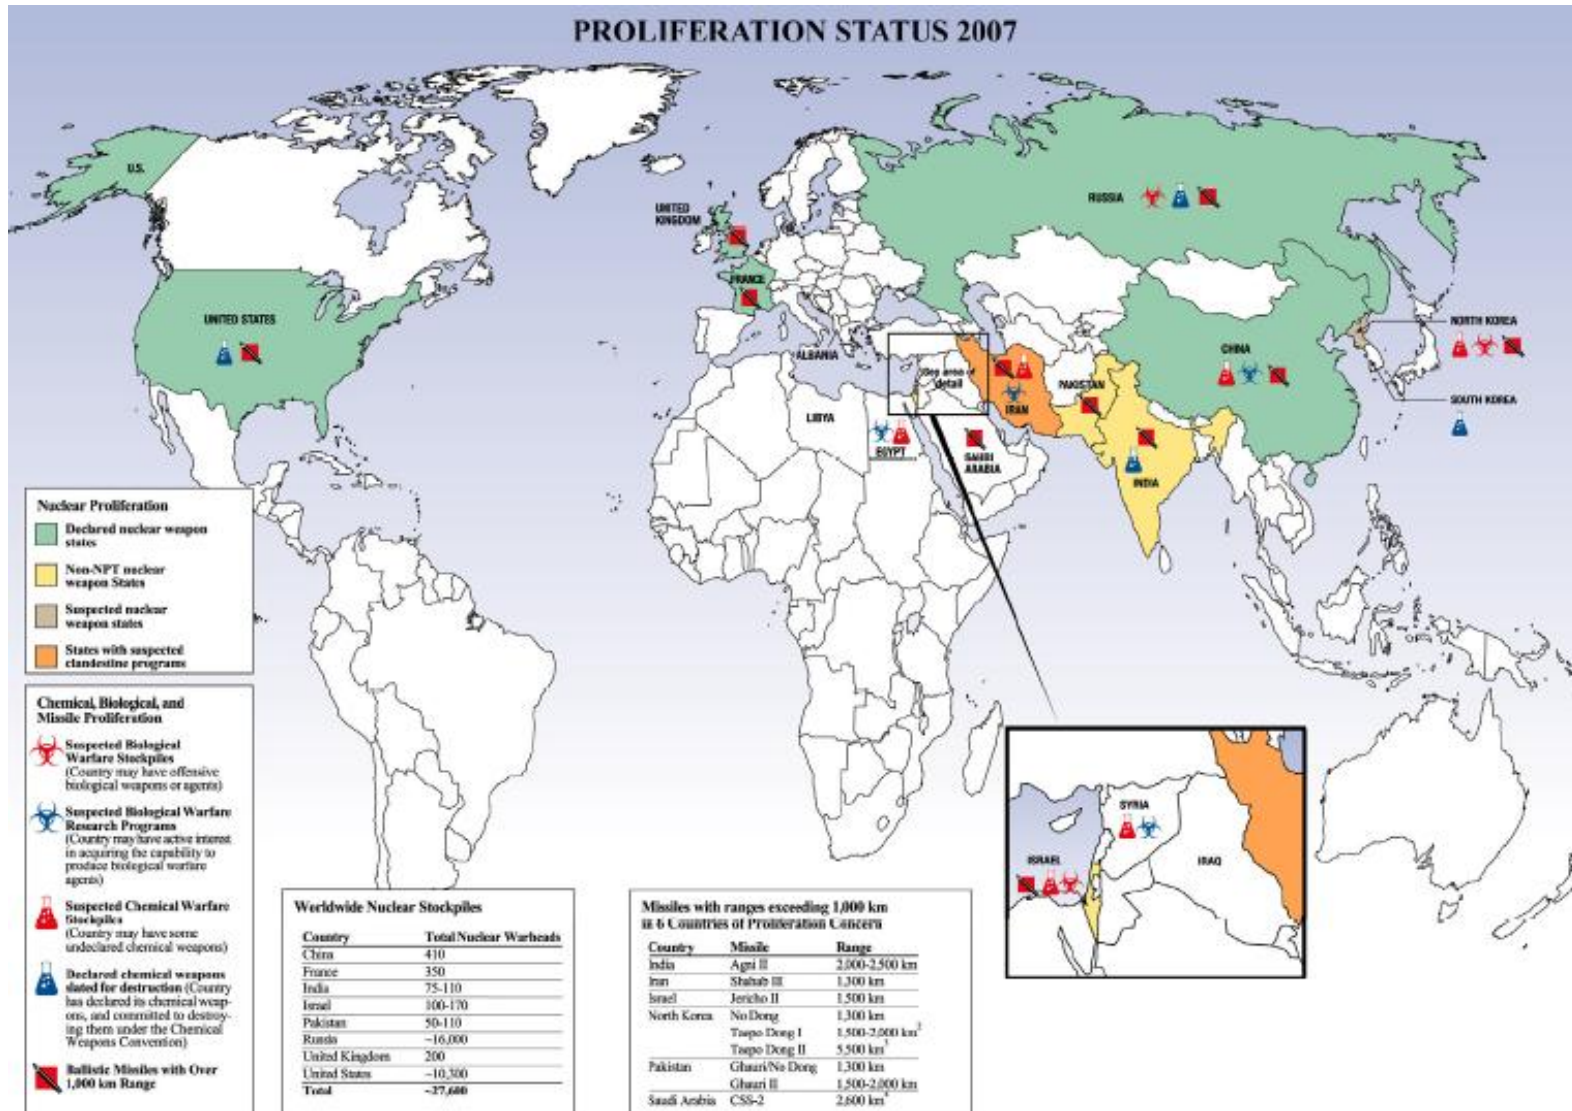 PROLIFERATION STATUS 2007
U.S.
UNITED STATES
UNITED
KINGDOM
FRANCE
ALBANIA
LIBYA
EGYPT
SAUDI
ARABIA
See area of
detail
IRAN
PAKISTAN
INDIA
RUSSIA
CHINA
NORTH KOREA
SOUTH KOREA
Nuclear Proliferation
Declared nuclear weapon
states
Non-NPT nuclear
weapon States
Suspected nuclear
weapon states
States with suspected
clandestine programs
Chemical, Biological, and
Missile Proliferation
Suspected Biological
Warfare Stockpiles
(Country may have offensive
biological weapons or agents)
Suspected Biological Warfare
Research Programs
(Country may have active interest
in acquiring the capability to
produce biological warfare
agents)
Suspected Chemical Warfare
Stockpiles
(Country may have some
undeclared chemical weapons)
Declared chemical weapons
slated for destruction (Country
has declared its chemical weap-
ons, and committed to destroy-
ing them under the Chemical
Weapons Convention)
Ballistic Missiles with Over
1,000 km Range
Worldwide Nuclear Stockpiles
Country Total Nuclear Warheads
China 410
France 350
India 75-110
Israel 100-170
Pakistan 50-110
Russia ~16,000
United Kingdom 200
United States ~10,300
Total ~27,600
Missiles with ranges exceeding 1,000 km
in 6 Countries of Proliferation Concern
Country Missile Range
India Agni II 2,000-2,500 km
Iran Shahab III 1,300 km
Israel Jericho II 1,500 km
North Korea No Dong 1,300 km
Taepo Dong I 1,500-2,000 km²
Taepo Dong II 5,500 km³
Pakistan Ghauri/No Dong 1,300 km
Ghauri II 1,500-2,000 km
Saudi Arabia CSS-2 2,600 km⁴
SYRIA
ISRAEL
IRAQ